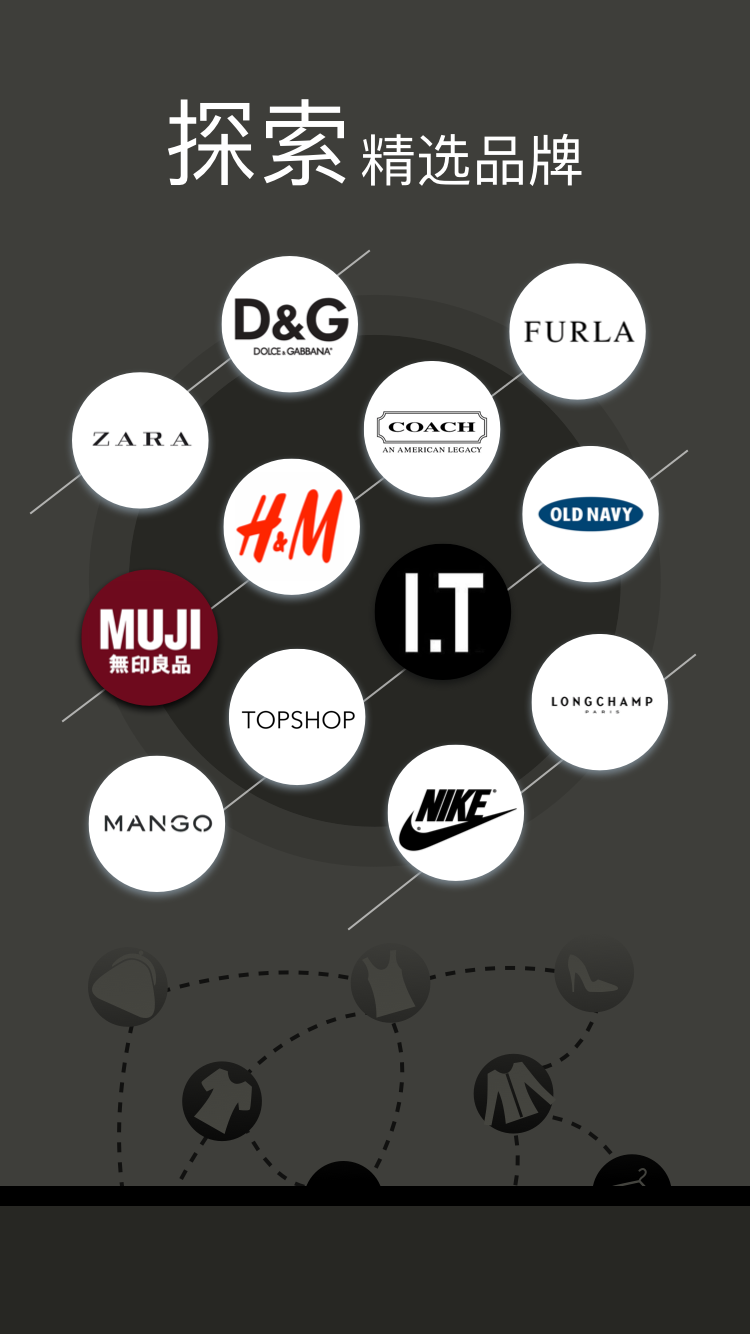 探索 精选品牌
D&G
DOLCE & GABBANA
FURLA
ZARA
COACH
AN AMERICAN LEGACY
H&M
OLD NAVY
I.T
MUJI
無印良品
LONGCHAMP
PARIS
TOPSHOP
NIKE
MANGO